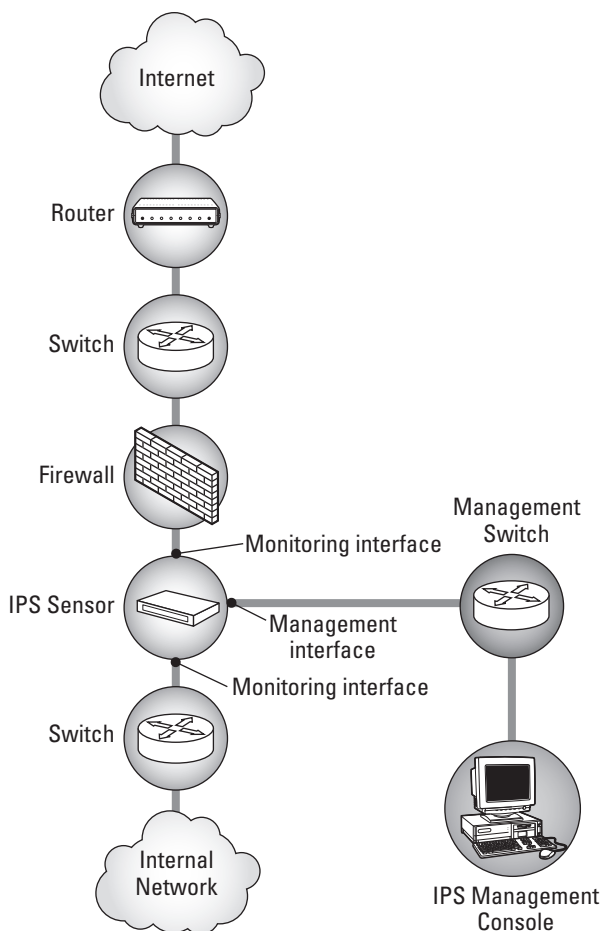 Internet
Router
Switch
Firewall
Monitoring interface
Management
Switch
IPS Sensor
Management
interface
Monitoring interface
Switch
Internal
Network
IPS Management
Console